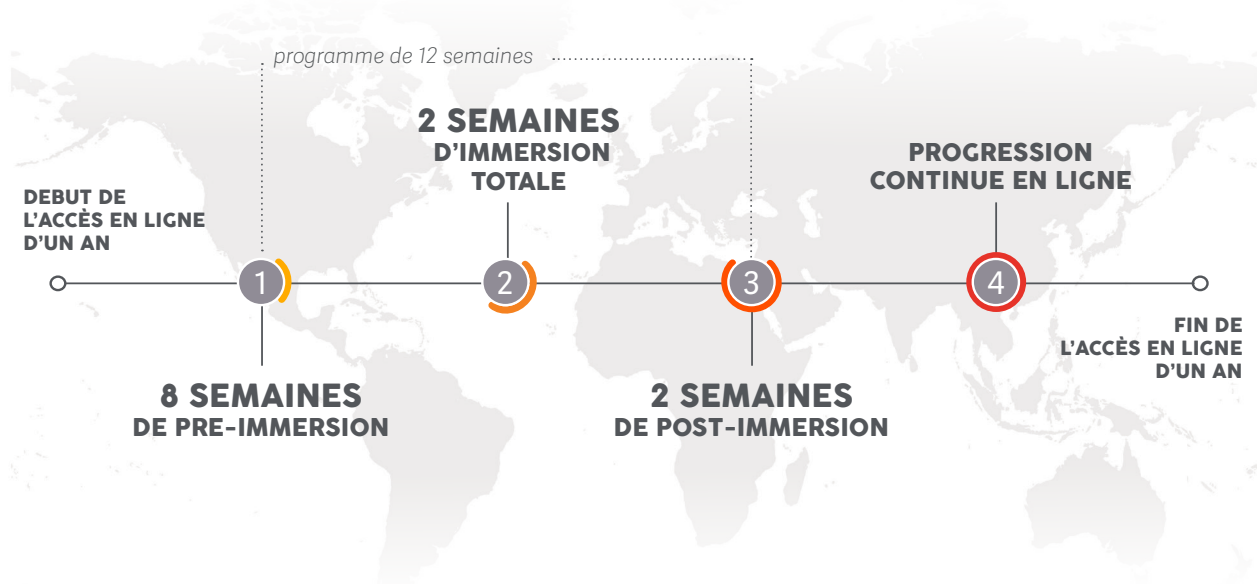 programme de 12 semaines
2 SEMAINES
D'IMMERSION
TOTALE
PROGRESSION
CONTINUE EN LIGNE
DEBUT DE
L'ACCÈS EN LIGNE
D'UN AN
1
2
3
4
8 SEMAINES
DE PRE-IMMERSION
2 SEMAINES
DE POST-IMMERSION
FIN DE
L'ACCÈS EN LIGNE
D'UN AN